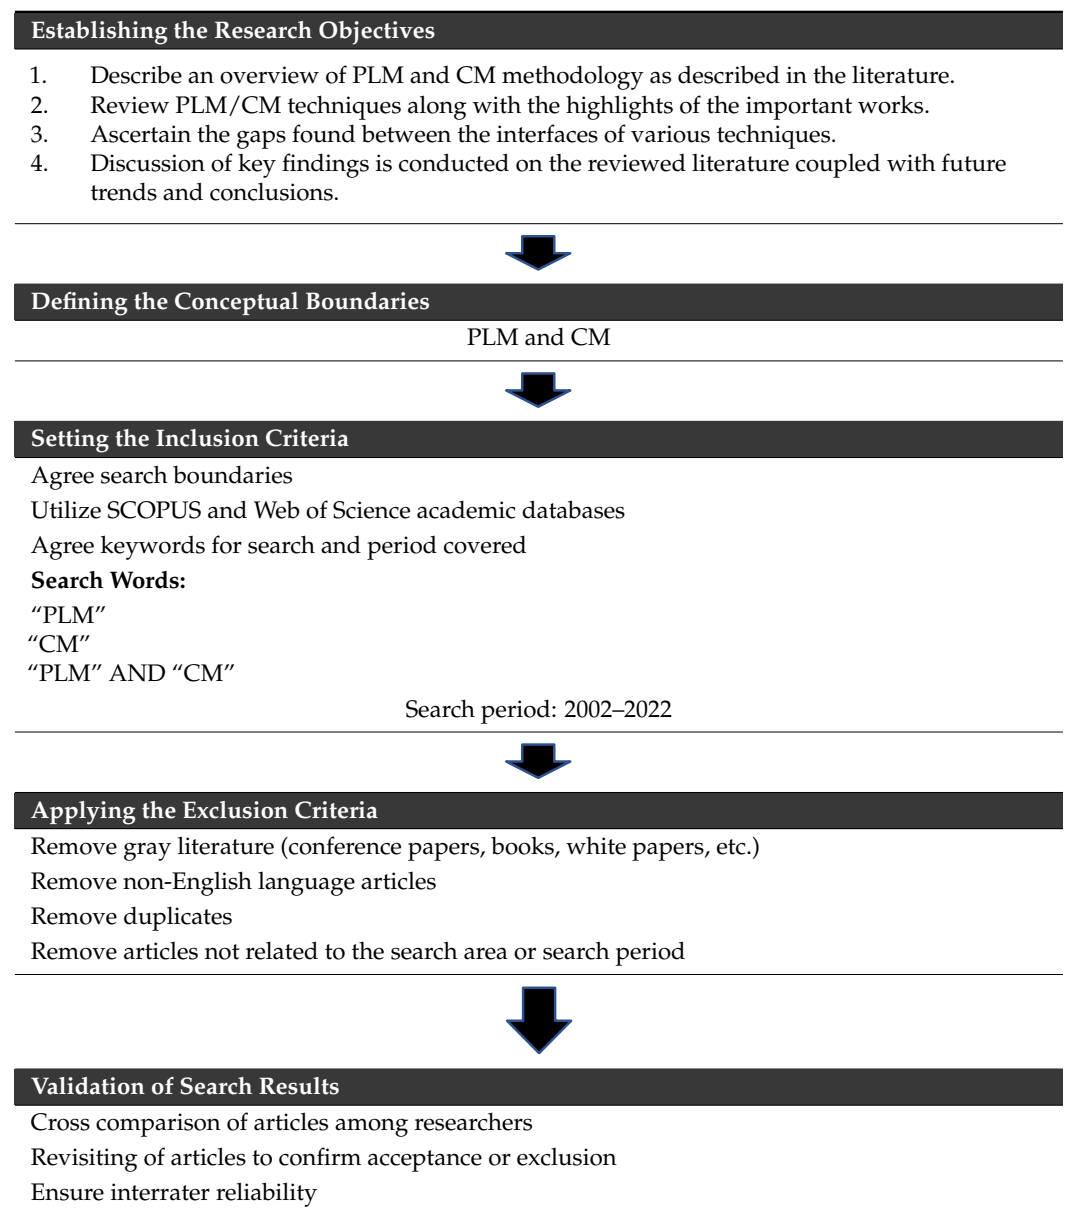 Establishing the Research Objectives
1. Describe an overview of PLM and CM methodology as described in the literature.
2. Review PLM/CM techniques along with the highlights of the important works.
3. Ascertain the gaps found between the interfaces of various techniques.
4. Discussion of key findings is conducted on the reviewed literature coupled with future
trends and conclusions.
Defining the Conceptual Boundaries
PLM and CM
Setting the Inclusion Criteria
Agree search boundaries
Utilize SCOPUS and Web of Science academic databases
Agree keywords for search and period covered
Search Words:
“PLM”
“CM”
“PLM” AND “CM”
Search period: 2002–2022
Applying the Exclusion Criteria
Remove gray literature (conference papers, books, white papers, etc.)
Remove non-English language articles
Remove duplicates
Remove articles not related to the search area or search period
Validation of Search Results
Cross comparison of articles among researchers
Revisiting of articles to confirm acceptance or exclusion
Ensure interrater reliability